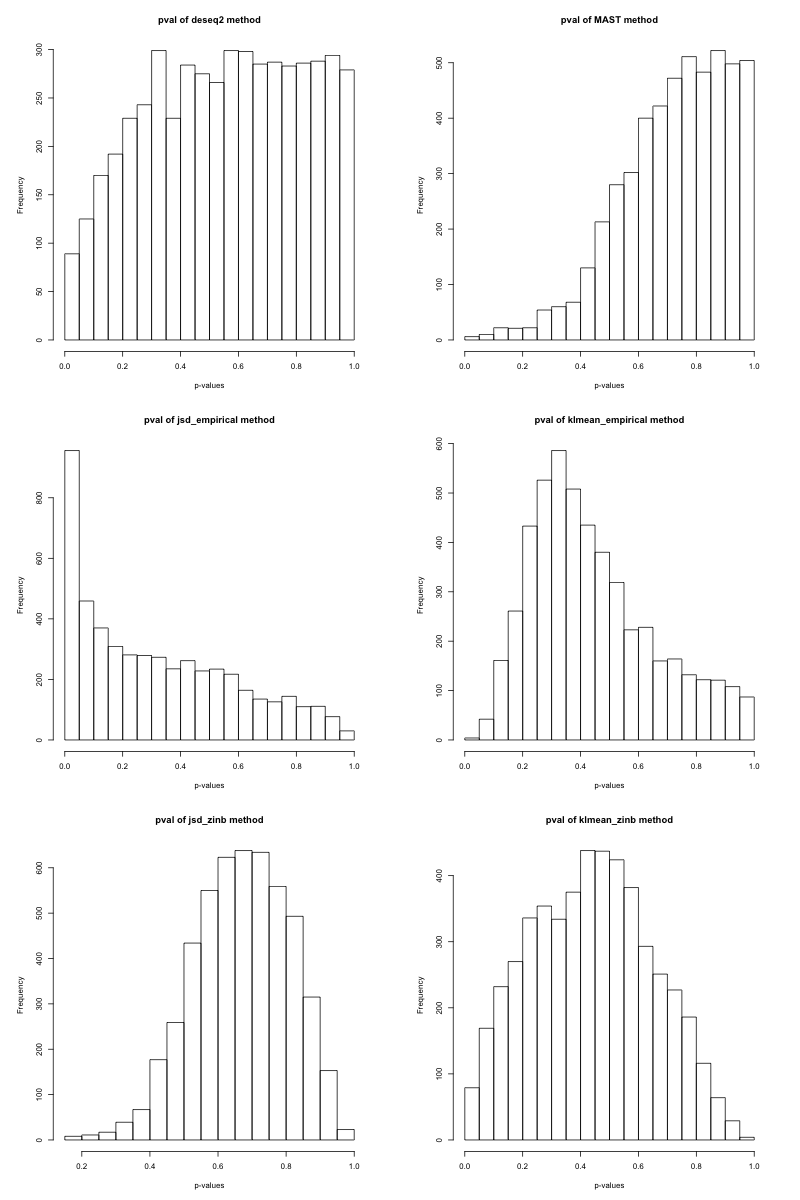 pval of deseq2 method
Frequency
0 50 100 150 200 250 300
0.0 0.2 0.4 0.6 0.8 1.0
p-values
pval of MAST method
Frequency
0 100 200 300 400 500
0.0 0.2 0.4 0.6 0.8 1.0
p-values
pval of jsd_empirical method
Frequency
0 200 400 600 800
0.0 0.2 0.4 0.6 0.8 1.0
p-values
pval of klmean_empirical method
Frequency
0 100 200 300 400 500 600
0.0 0.2 0.4 0.6 0.8 1.0
p-values
pval of jsd_zinb method
Frequency
0 100 200 300 400 500 600
0.2 0.4 0.6 0.8 1.0
p-values
pval of klmean_zinb method
Frequency
0 100 200 300 400
0.0 0.2 0.4 0.6 0.8 1.0
p-values